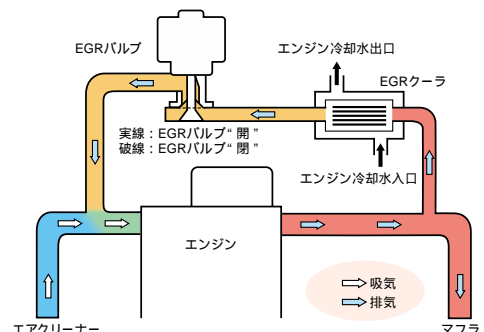 EGRバルブ
エンジン冷却水出口
EGRクーラ
実線：EGRバルブ“開”
破線：EGRバルブ“閉”
エンジン冷却水入口
エンジン
吸気
排気
エアクリーナー
マフラ